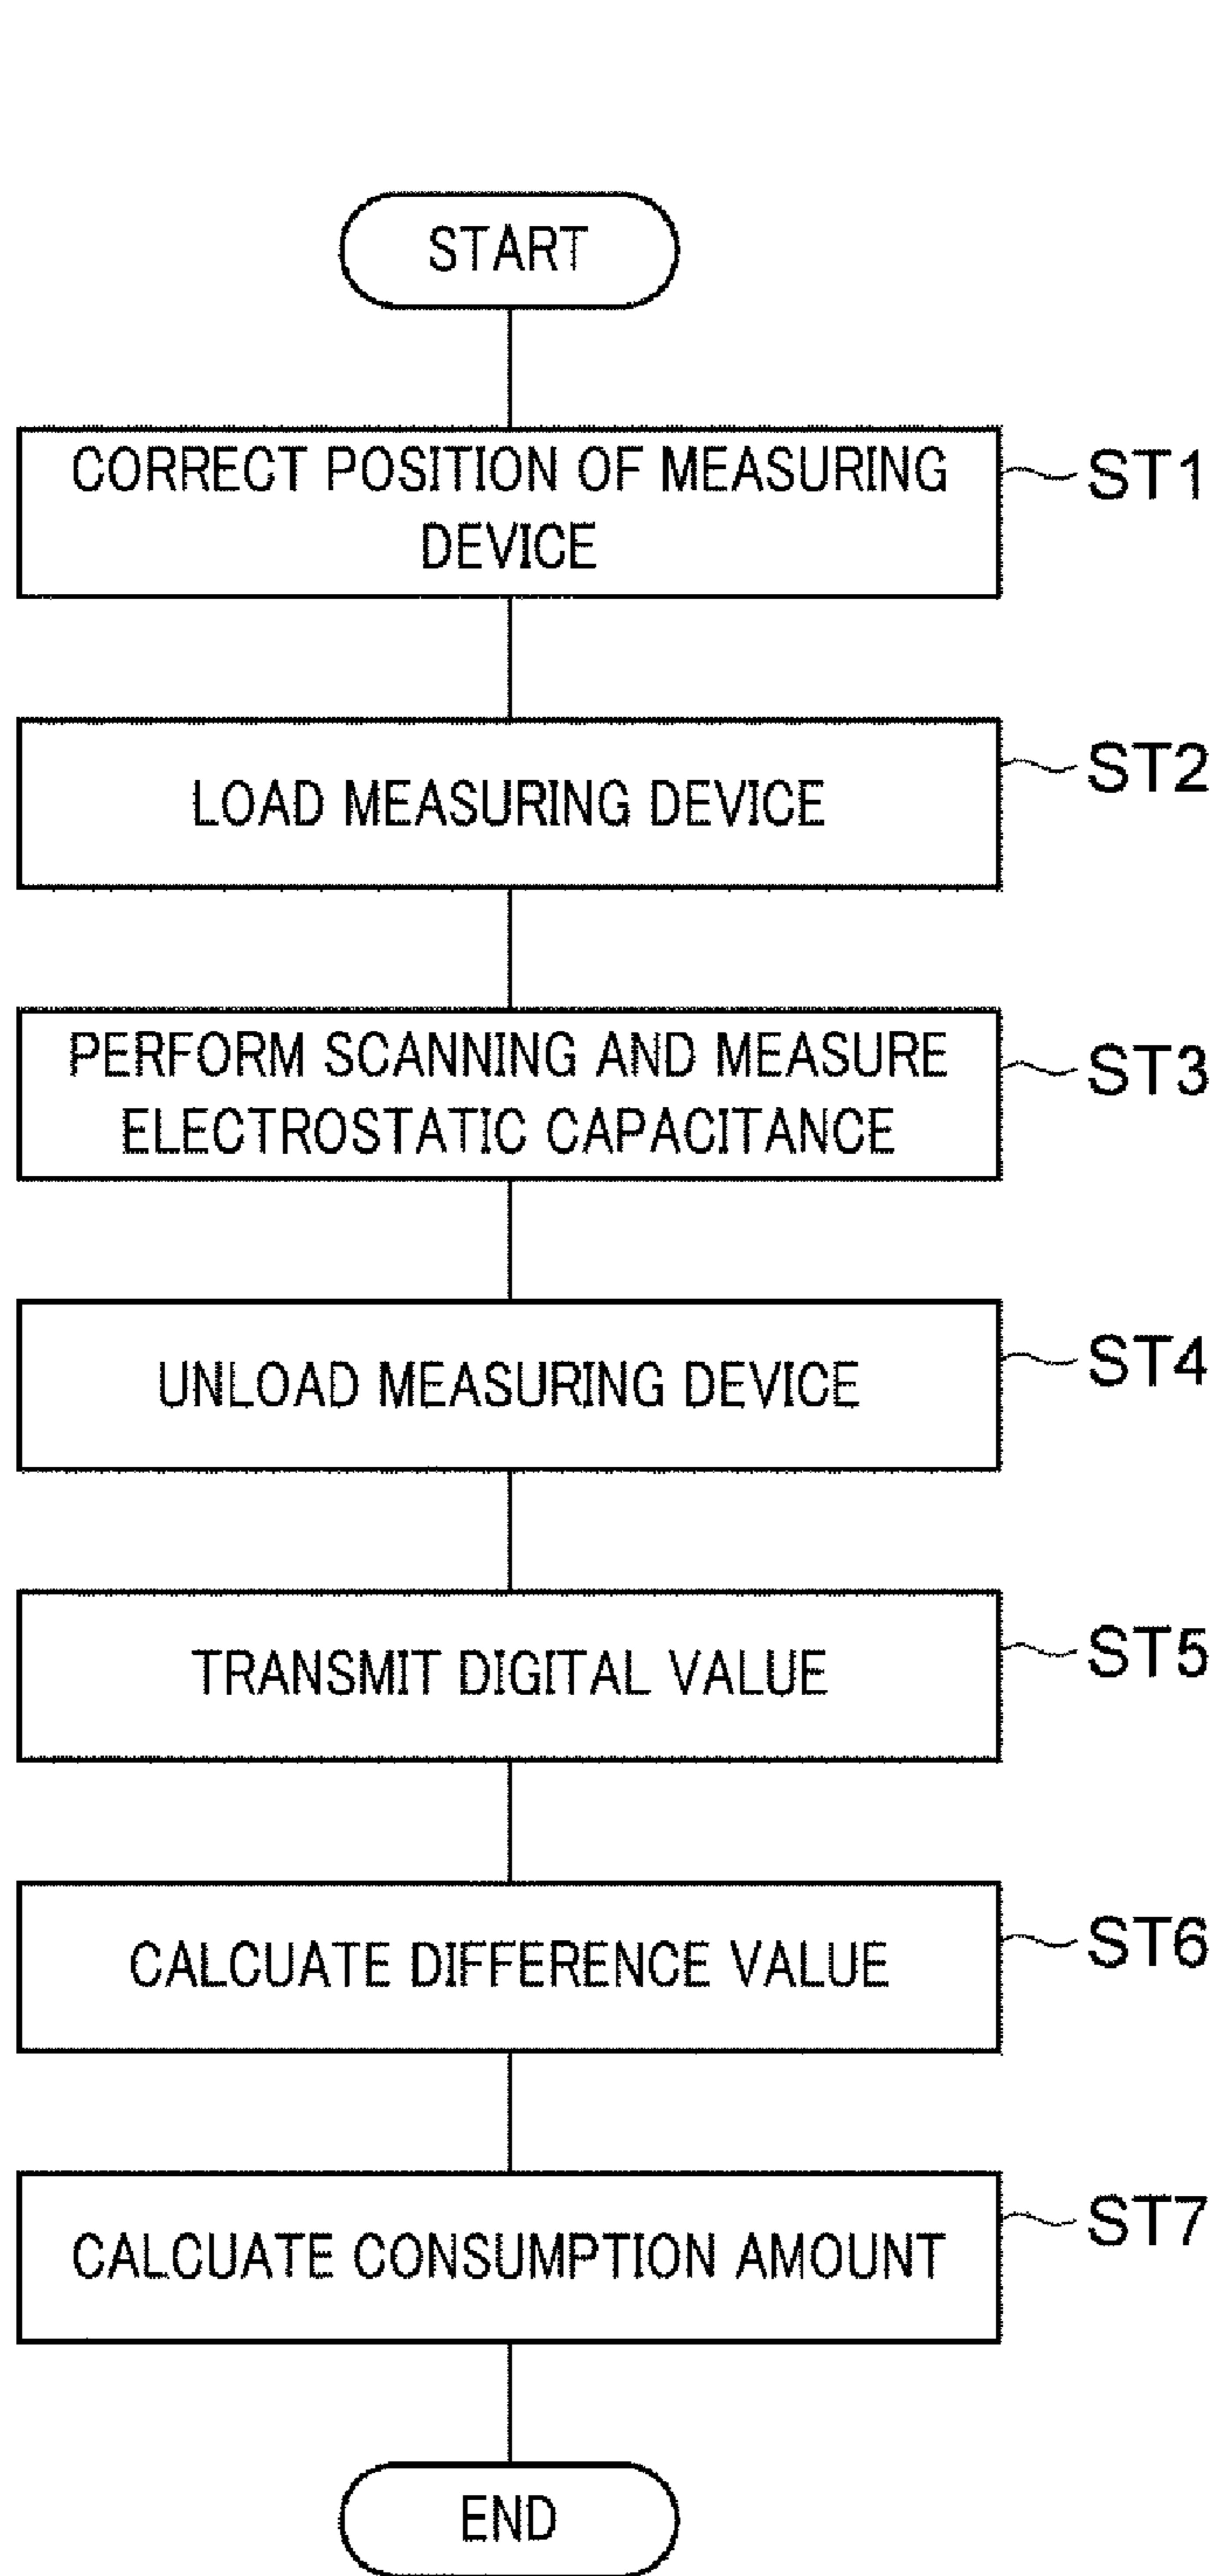 START
CORRECT POSITION OF MEASURING
DEVICE
ST1
LOAD MEASURING DEVICE
ST2
PERFORM SCANNING AND MEASURE
ELECTROSTATIC CAPACITANCE
ST3
UNLOAD MEASURING DEVICE
ST4
TRANSMIT DIGITAL VALUE
ST5
CALCUATE DIFFERENCE VALUE
ST6
CALCUATE CONSUMPTION AMOUNT
ST7
END